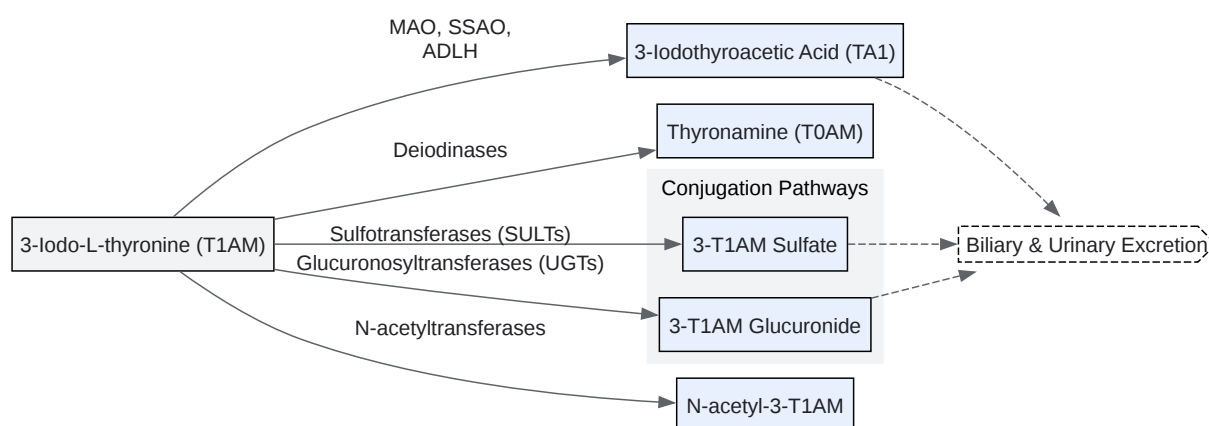 MAO, SSAO,
ADLH
3-Iodothyroacetic Acid (TA1)
Thyronamine (T0AM)
Deiodinases
Conjugation Pathways
3-Iodo-L-thyronine (T1AM)
Sulfotransferases (SULTs)
3-T1AM Sulfate
Biliary & Urinary Excretion
Glucuronosyltransferases (UGTs)
3-T1AM Glucuronide
N-acetyltransferases
N-acetyl-3-T1AM